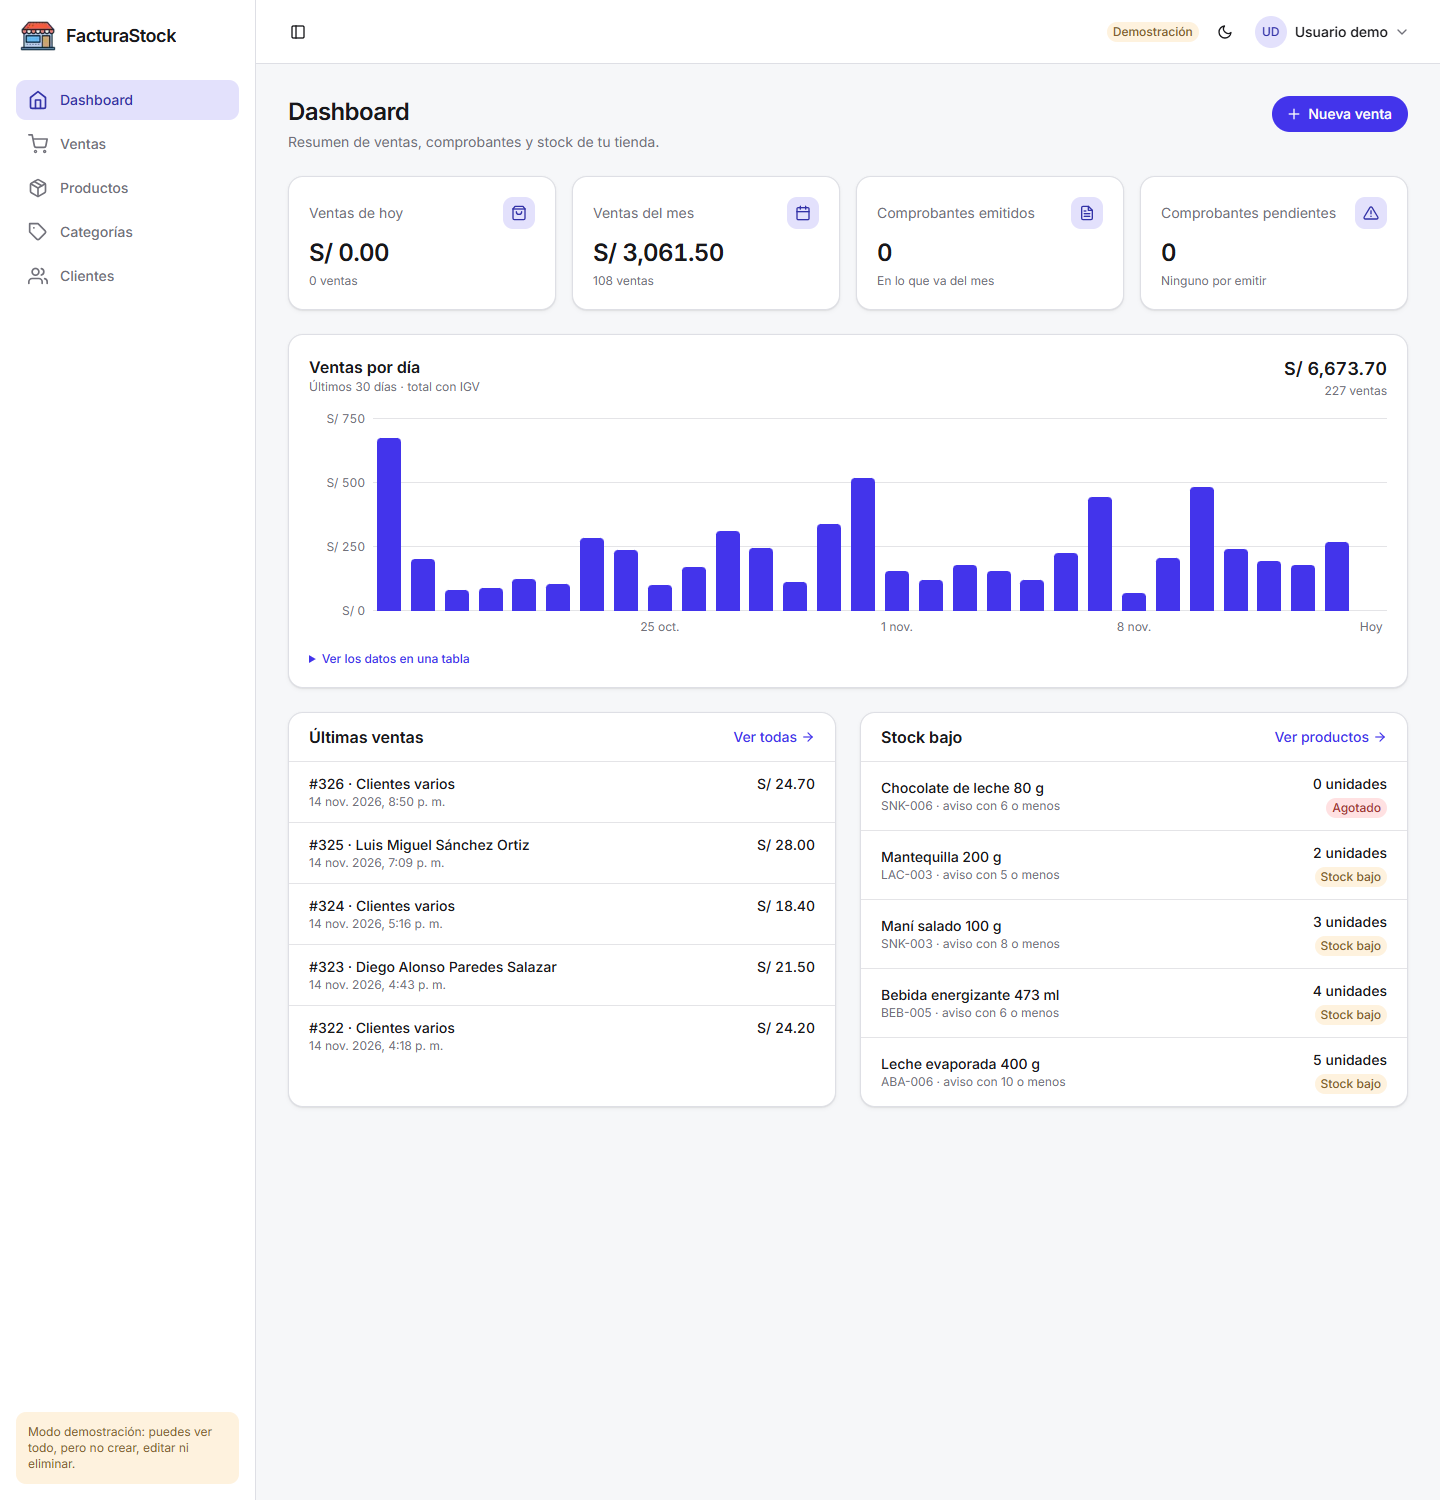 FacturaStock
Demostración
UD
Usuario demo
Dashboard
Ventas
Productos
Categorías
Clientes
Dashboard
Resumen de ventas, comprobantes y stock de tu tienda.
Nueva venta
Ventas de hoy
S/ 0.00
0 ventas
Ventas del mes
S/ 3,061.50
108 ventas
Comprobantes emitidos
0
En lo que va del mes
Comprobantes pendientes
0
Ninguno por emitir
Ventas por día
Últimos 30 días · total con IGV
S/ 6,673.70
227 ventas
S/ 750
S/ 500
S/ 250
S/ 0
25 oct.
1 nov.
8 nov.
Hoy
Ver los datos en una tabla
Últimas ventas
Ver todas
#326 · Clientes varios
S/ 24.70
14 nov. 2026, 8:50 p. m.
#325 · Luis Miguel Sánchez Ortiz
S/ 28.00
14 nov. 2026, 7:09 p. m.
#324 · Clientes varios
S/ 18.40
14 nov. 2026, 5:16 p. m.
#323 · Diego Alonso Paredes Salazar
S/ 21.50
14 nov. 2026, 4:43 p. m.
#322 · Clientes varios
S/ 24.20
14 nov. 2026, 4:18 p. m.
Stock bajo
Ver productos
Chocolate de leche 80 g
0 unidades
SNK-006 · aviso con 6 o menos
Agotado
Mantequilla 200 g
2 unidades
LAC-003 · aviso con 5 o menos
Stock bajo
Maní salado 100 g
3 unidades
SNK-003 · aviso con 8 o menos
Stock bajo
Bebida energizante 473 ml
4 unidades
BEB-005 · aviso con 6 o menos
Stock bajo
Leche evaporada 400 g
5 unidades
ABA-006 · aviso con 10 o menos
Stock bajo
Modo demostración: puedes ver
todo, pero no crear, editar ni
eliminar.